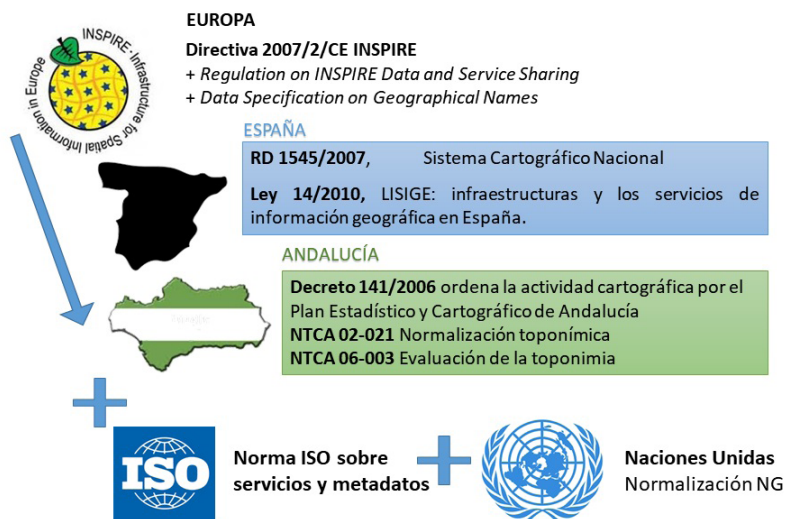 EUROPA
Directiva 2007/2/CE INSPIRE
+ Regulation on INSPIRE Data and Service Sharing
+ Data Specification on Geographical Names
INSPIRE · Infrastructure for Spatial Information in Europe
ESPAÑA
RD 1545/2007, Sistema Cartográfico Nacional
Ley 14/2010, LISIGE: infraestructuras y los servicios de
información geográfica en España.
ANDALUCÍA
Decreto 141/2006 ordena la actividad cartográfica por el
Plan Estadístico y Cartográfico de Andalucía
NTCA 02-021 Normalización toponímica
NTCA 06-003 Evaluación de la toponimia
ISO
Norma ISO sobre
servicios y metadatos
Naciones Unidas
Normalización NG